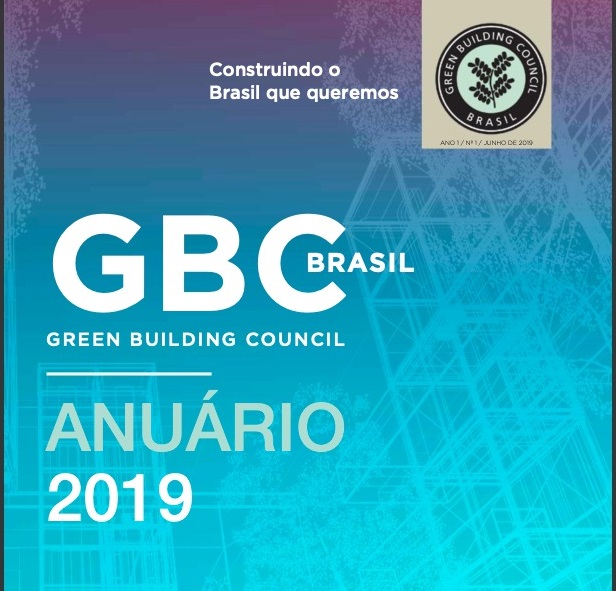 Construindo o
Brasil que queremos
GREEN BUILDING COUNCIL
BRASIL
ANO 1 / Nº 1 / JUNHO DE 2019
GBC BRASIL
GREEN BUILDING COUNCIL
ANUÁRIO
2019